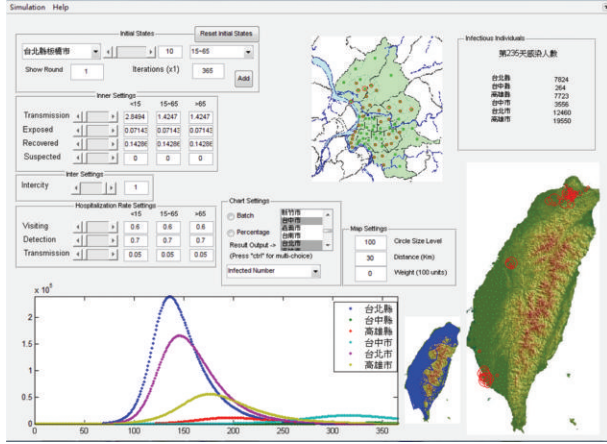 Simulation Help
Initial States
Reset Initial States
台北縣板橋市
10
15~65
Show Round
1
Iterations (x1)
365
Add
Inner Settings
<15 15~65 >65
Transmission 2.8494 1.4247 1.4247
Exposed 0.07143 0.07143 0.07143
Recovered 0.14286 0.14286 0.14286
Suspected 0 0 0
Inter Settings
Intercity 1
Hospitalization Rate Settings
<15 15~65 >65
Visiting 0.6 0.6 0.6
Detection 0.7 0.7 0.7
Transmission 0.05 0.05 0.05
Chart Settings
Batch
Percentage
Result Output ->
(Press "ctrl" for multi-choice)
新竹市
台中市
嘉義市
台南市
台北市
Infected Number
Map Settings
100 Circle Size Level
30 Distance (Km)
0 Weight (100 units)
Infectious Individuals
第235天感染人數
台北縣 7824
台中縣 264
高雄縣 7723
台中市 3556
台北市 12460
高雄市 19550
x 10⁵
2
1.5
1
0.5
0
0 50 100 150 200 250 300 350
台北縣
台中縣
高雄縣
台中市
台北市
高雄市